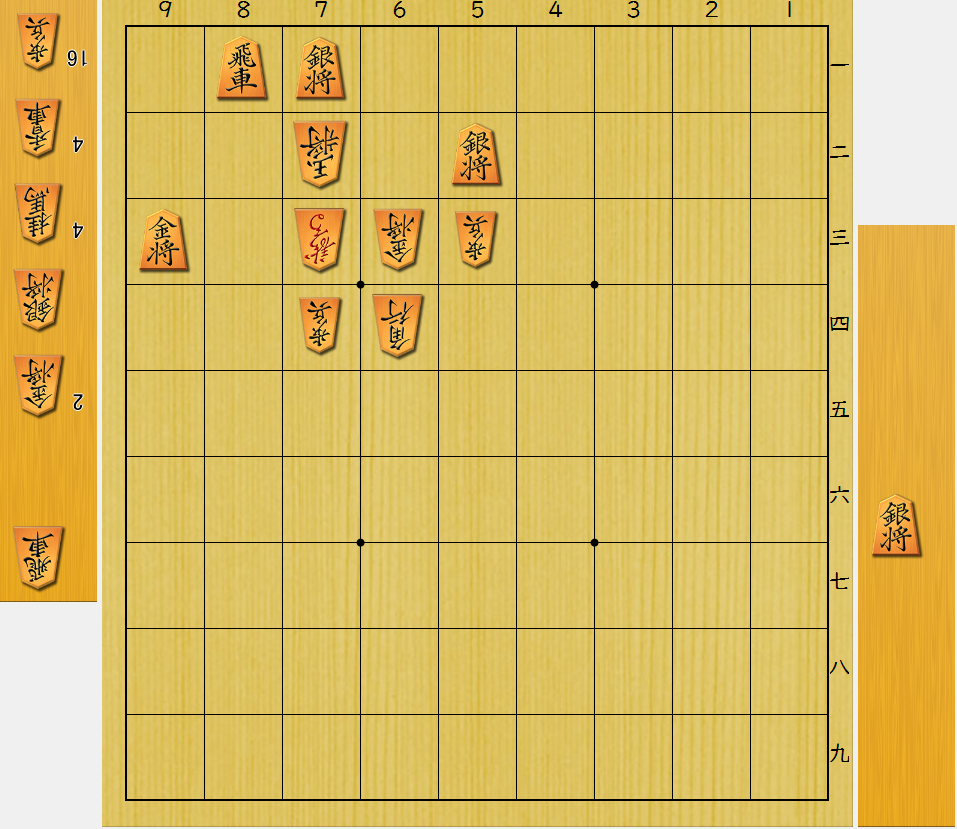 9 8 7 6 5 4 3 2 1
歩兵 16
香車 4
桂馬 4
銀将
金将 2
飛車
飛車 銀将 一
玉将 銀将 二
金将 と金将 歩兵 三
歩兵 角行 四
五
六
銀将
七
八
九